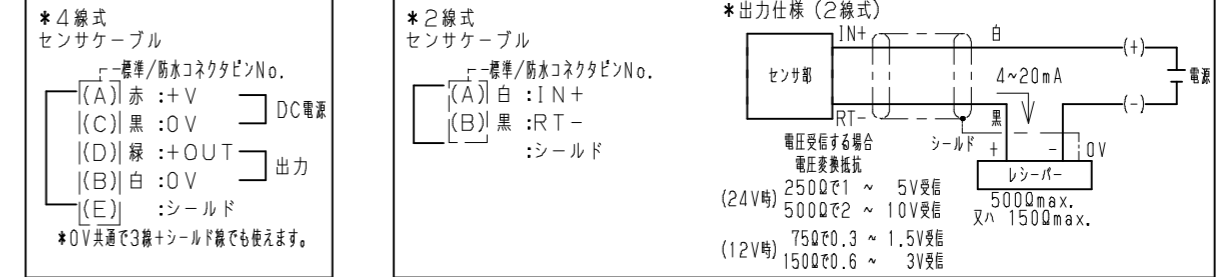 *4線式
センサケーブル
標準/防水コネクタピンNo.
(A) 赤 :+V
(C) 黒 :0V
DC電源
(D) 緑 :+OUT
(B) 白 :0V
出力
(E) :シールド
*0V共通で3線+シールド線でも使えます。
*2線式
センサケーブル
標準/防水コネクタピンNo.
(A) 白 :IN+
(B) 黒 :RT-
:シールド
*出力仕様(2線式)
IN+ 白
(+)
センサ部
4~20mA
電源
(-)
RT- 黒
シールド
+ - 0V
レシーバー
500Ωmax.
又ハ 150Ωmax.
電圧受信する場合
電圧変換抵抗
(24V時) 250Ωで1 ~ 5V受信
500Ωで2 ~ 10V受信
(12V時) 75Ωで0.3 ~ 1.5V受信
150Ωで0.6 ~ 3V受信